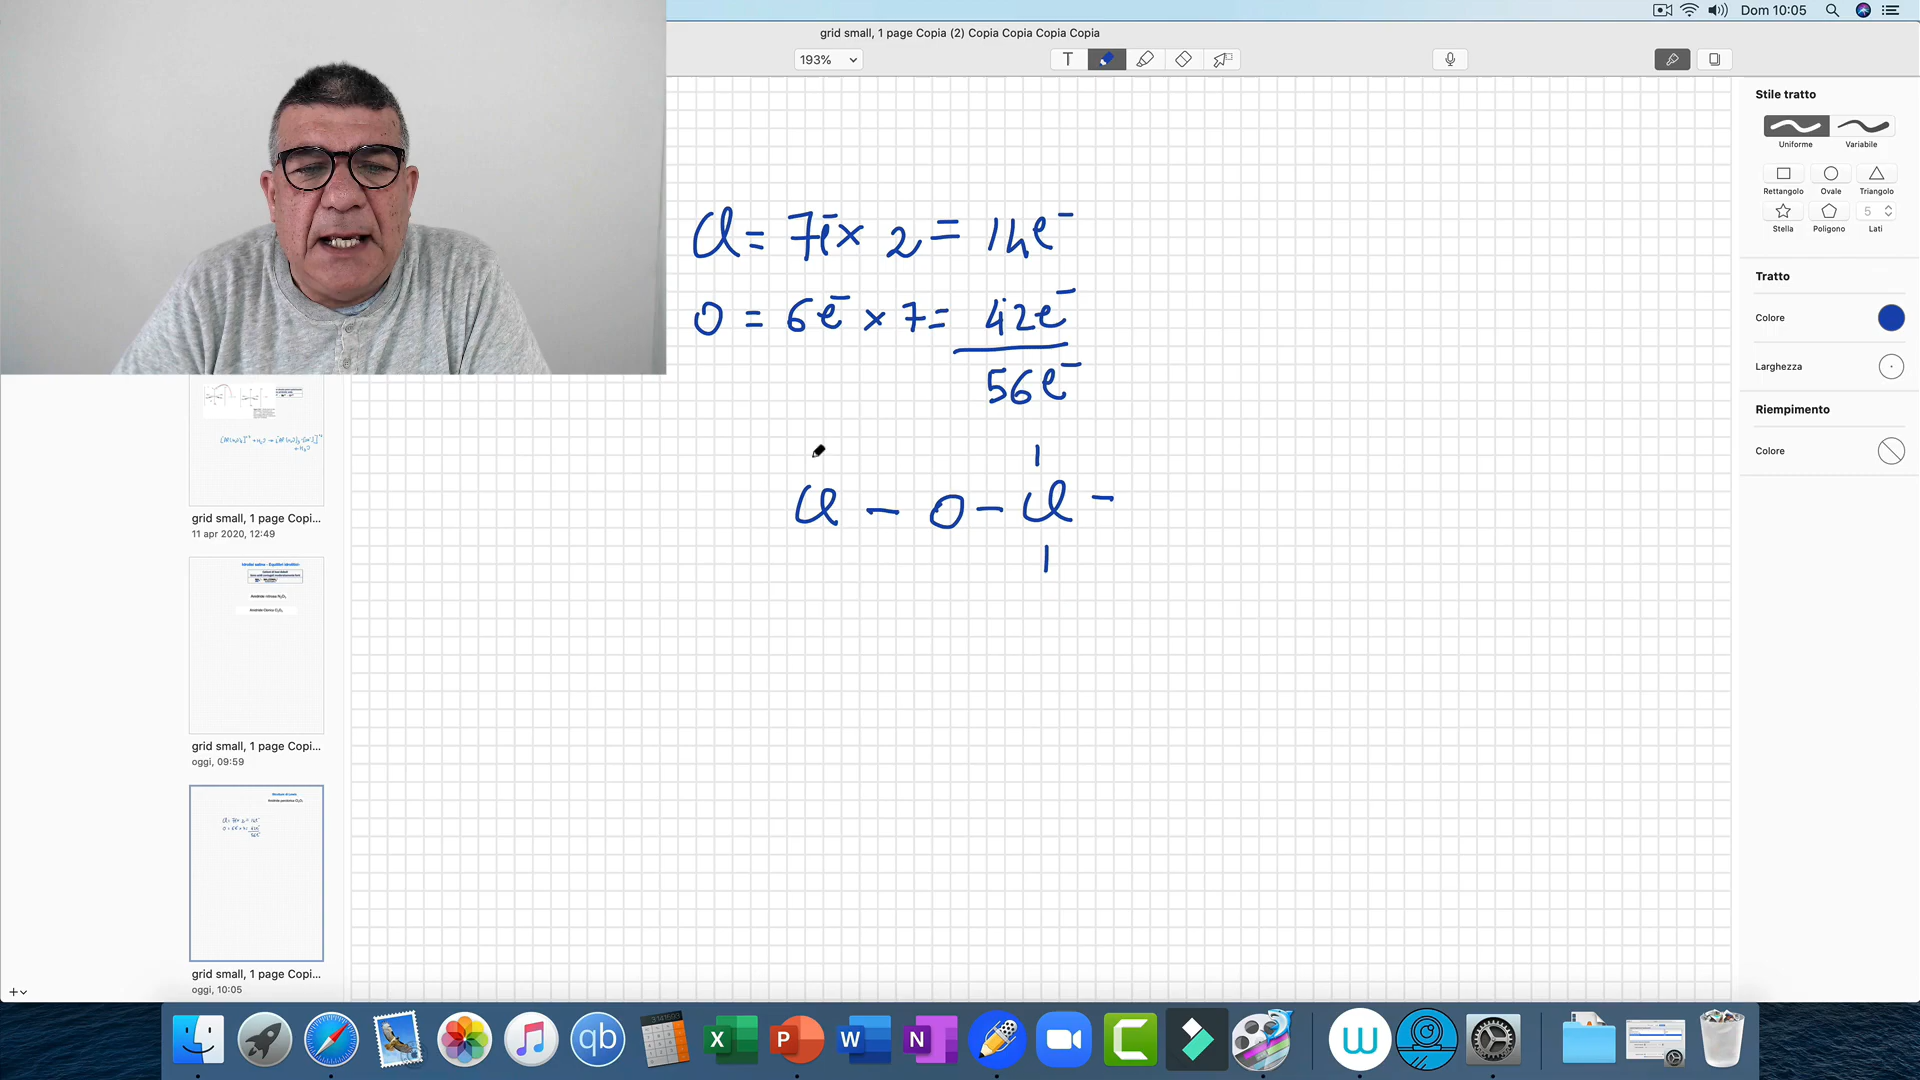 Dom 10:05
grid small, 1 page Copia (2) Copia Copia Copia Copia
193%
T
Stile tratto
Uniforme
Variabile
Rettangolo
Ovale
Triangolo
5
Stella
Poligono
Lati
Tratto
Colore
Larghezza
Riempimento
Colore
Cl = 7e⁻ x 2 = 14e⁻
O = 6e⁻ x 7 = 42e⁻
56e⁻
Cl - O - Cl -
grid small, 1 page Copi...
11 apr 2020, 12:49
grid small, 1 page Copi...
oggi, 09:59
grid small, 1 page Copi...
oggi, 10:05
qb
X
P
W
N
C
W